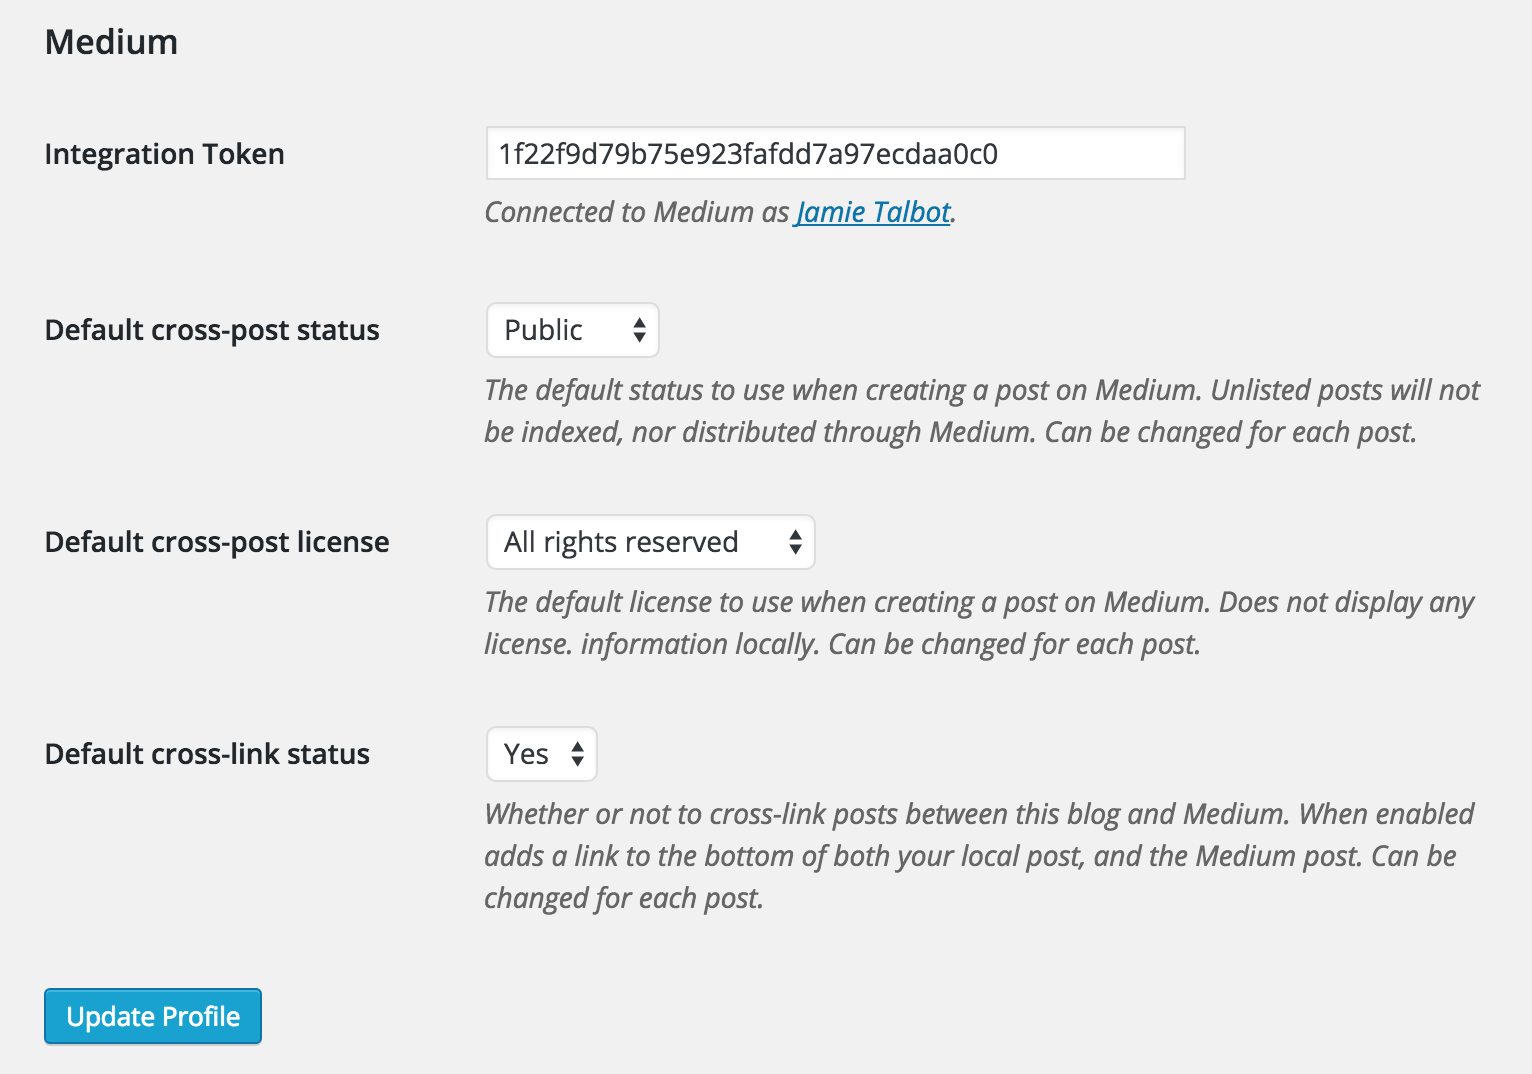 Medium
Integration Token
1f22f9d79b75e923fafdd7a97ecdaa0c0
Connected to Medium as Jamie Talbot.
Default cross-post status
Public
The default status to use when creating a post on Medium. Unlisted posts will not
be indexed, nor distributed through Medium. Can be changed for each post.
Default cross-post license
All rights reserved
The default license to use when creating a post on Medium. Does not display any
license. information locally. Can be changed for each post.
Default cross-link status
Yes
Whether or not to cross-link posts between this blog and Medium. When enabled
adds a link to the bottom of both your local post, and the Medium post. Can be
changed for each post.
Update Profile